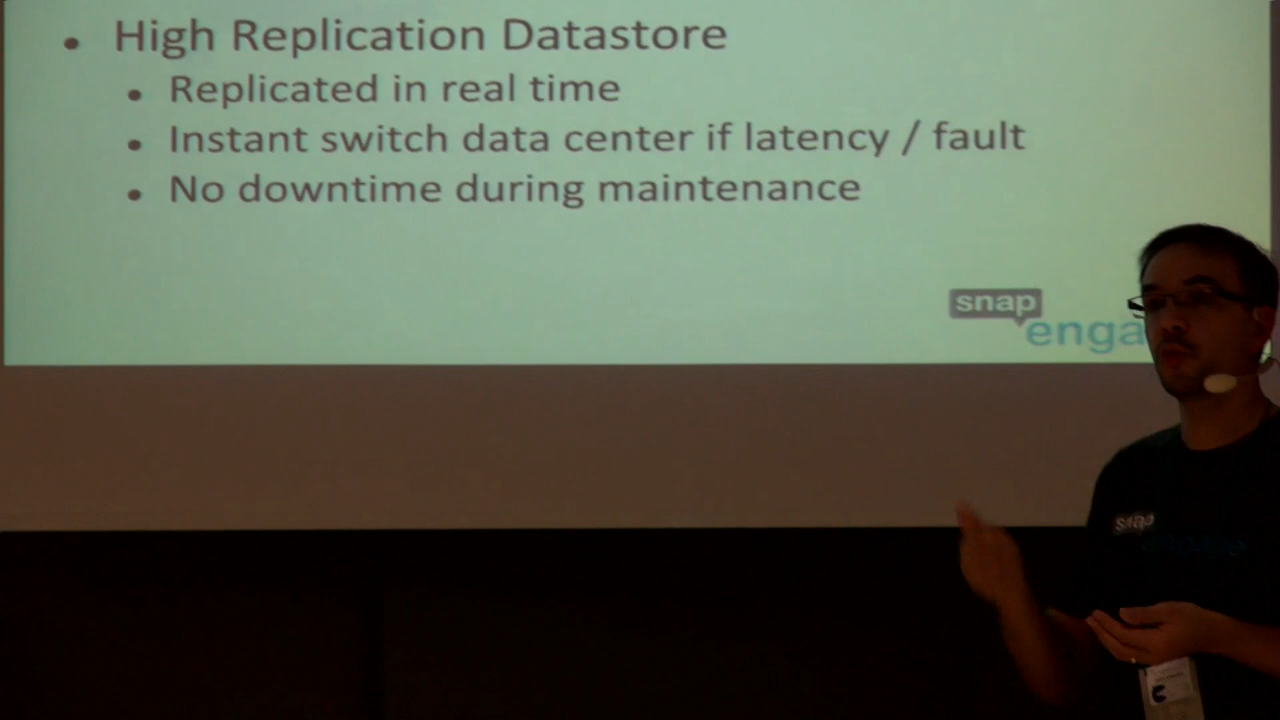 • High Replication Datastore
• Replicated in real time
• Instant switch data center if latency / fault
• No downtime during maintenance
snap
enga
snap